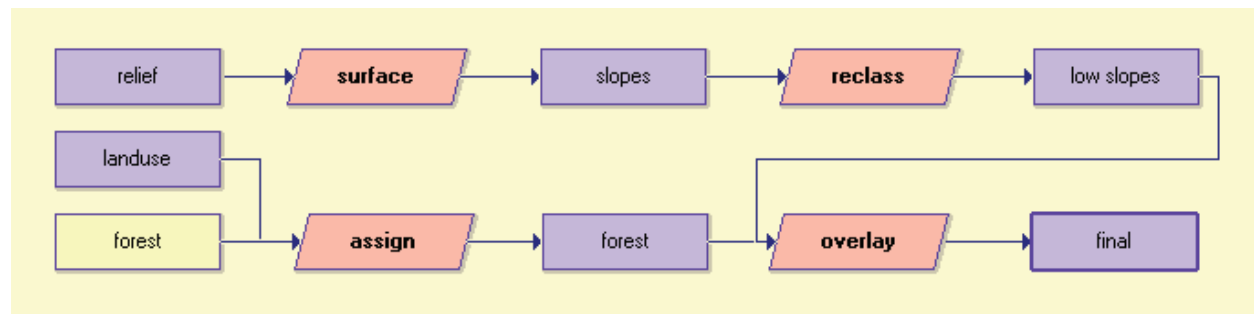 relief
surface
slopes
reclass
low slopes
landuse
forest
assign
forest
overlay
final